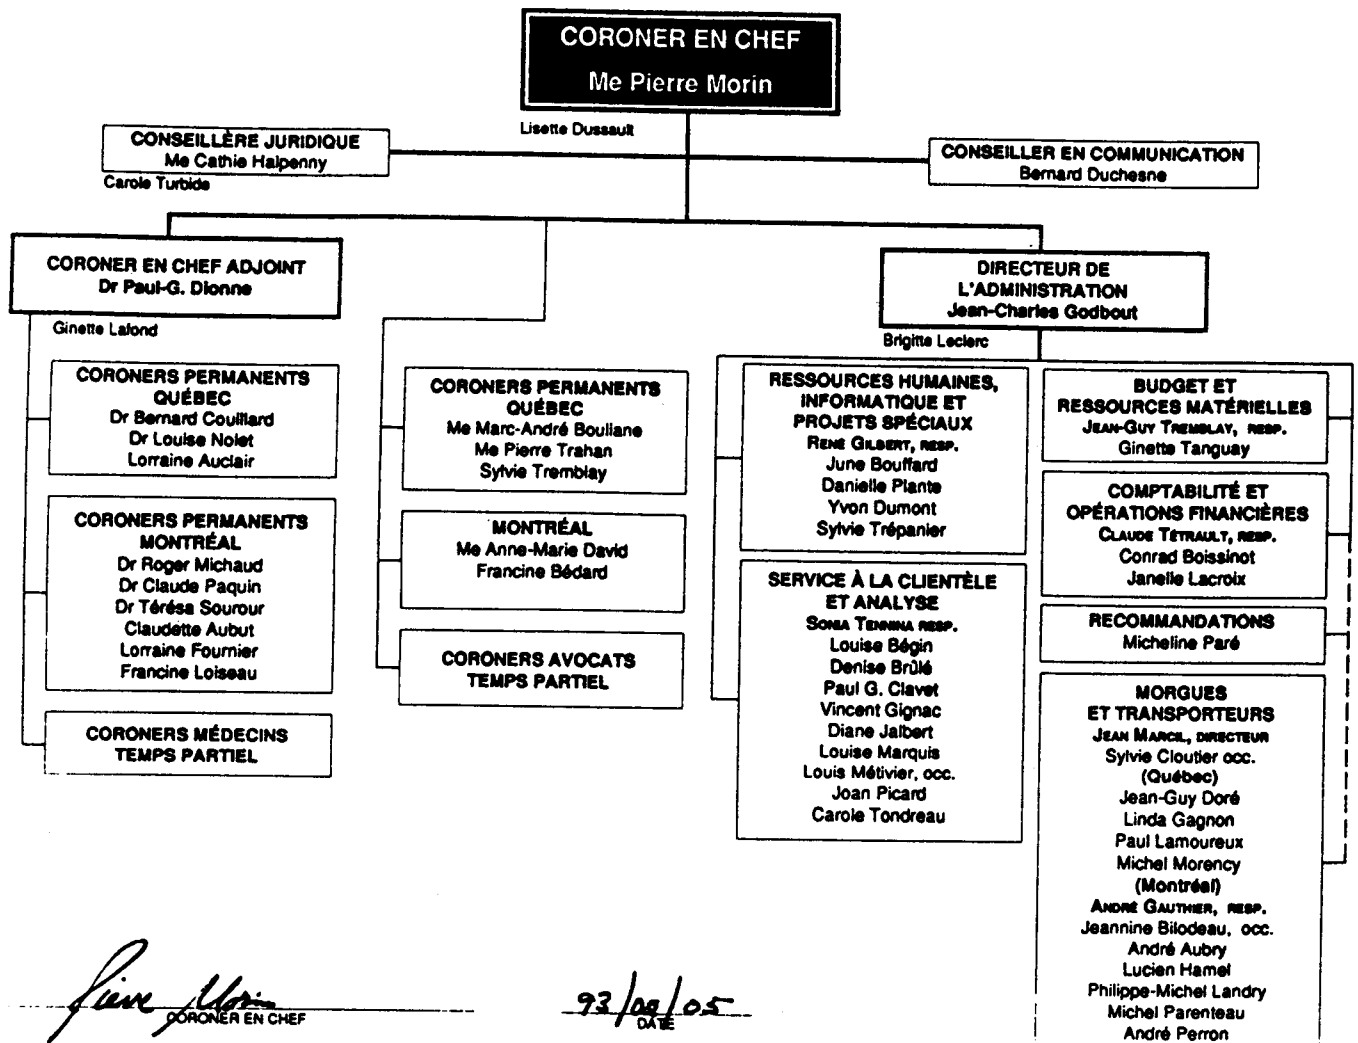 CORONER EN CHEF
Me Pierre Morin
Lisette Dussault
CONSEILLÈRE JURIDIQUE
Me Cathie Halpenny
Carole Turbide
CONSEILLER EN COMMUNICATION
Bernard Duchesne
CORONER EN CHEF ADJOINT
Dr Paul-G. Dionne
Ginette Lafond
CORONERS PERMANENTS
QUÉBEC
Dr Bernard Couillard
Dr Louise Nolet
Lorraine Auclair
CORONERS PERMANENTS
MONTRÉAL
Dr Roger Michaud
Dr Claude Paquin
Dr Térésa Sourour
Claudette Aubut
Lorraine Fournier
Francine Loiseau
CORONERS MÉDECINS
TEMPS PARTIEL
CORONERS PERMANENTS
QUÉBEC
Me Marc-André Bouliane
Me Pierre Trahan
Sylvie Tremblay
MONTRÉAL
Me Anne-Marie David
Francine Bédard
CORONERS AVOCATS
TEMPS PARTIEL
DIRECTEUR DE
L'ADMINISTRATION
Jean-Charles Godbout
Brigitte Leclerc
RESSOURCES HUMAINES,
INFORMATIQUE ET
PROJETS SPÉCIAUX
RENÉ GILBERT, RESP.
June Bouffard
Danielle Plante
Yvon Dumont
Sylvie Trépanier
SERVICE À LA CLIENTÈLE
ET ANALYSE
SONIA TENNINA RESP.
Louise Bégin
Denise Brûlé
Paul G. Clavet
Vincent Gignac
Diane Jalbert
Louise Marquis
Louis Métivier, occ.
Joan Picard
Carole Tondreau
BUDGET ET
RESSOURCES MATÉRIELLES
JEAN-GUY TREMBLAY, RESP.
Ginette Tanguay
COMPTABILITÉ ET
OPÉRATIONS FINANCIÈRES
CLAUDE TÉTRAULT, RESP.
Conrad Boissinot
Janelle Lacroix
RECOMMANDATIONS
Micheline Paré
MORGUES
ET TRANSPORTEURS
JEAN MARCIL, DIRECTEUR
Sylvie Cloutier occ.
(Québec)
Jean-Guy Doré
Linda Gagnon
Paul Lamoureux
Michel Morency
(Montréal)
ANDRÉ GAUTHIER, RESP.
Jeannine Bilodeau, occ.
André Aubry
Lucien Hamel
Philippe-Michel Landry
Michel Parenteau
André Perron
Pierre Morin
CORONER EN CHEF
93/ /05
DATE